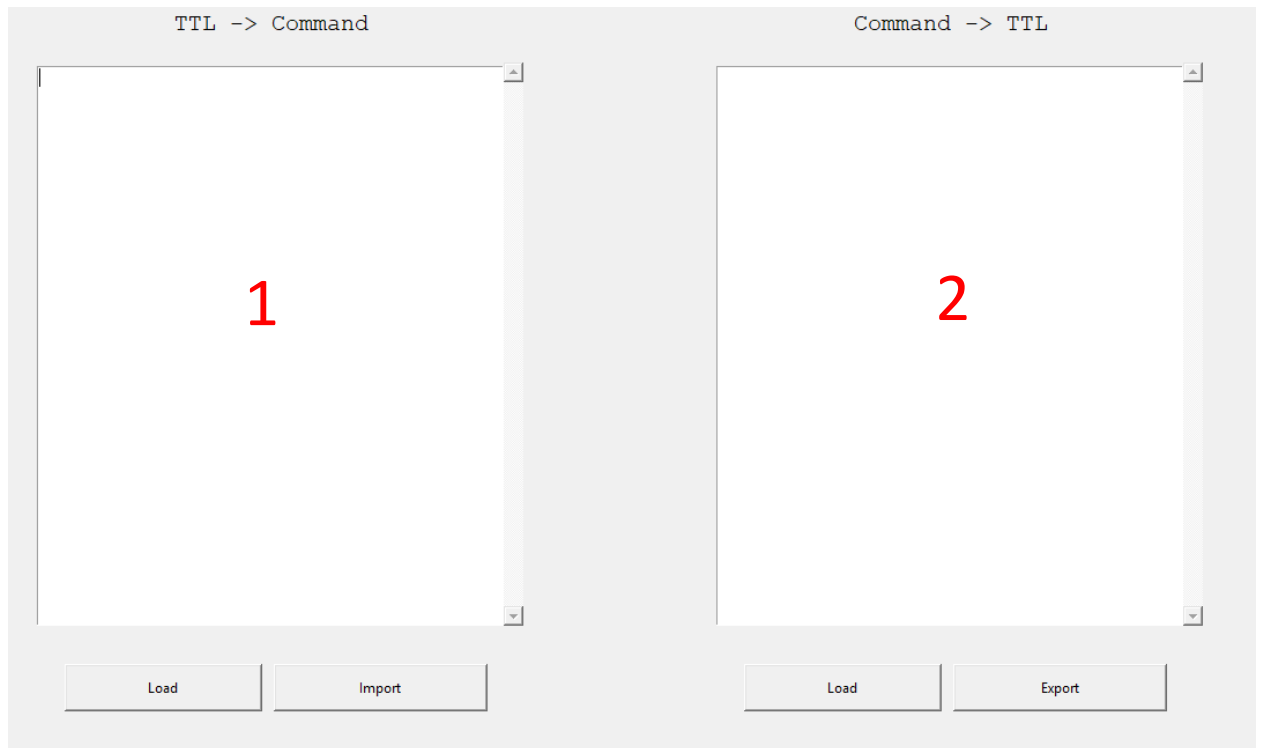 TTL -> Command
Command -> TTL
1
2
Load
Import
Load
Export